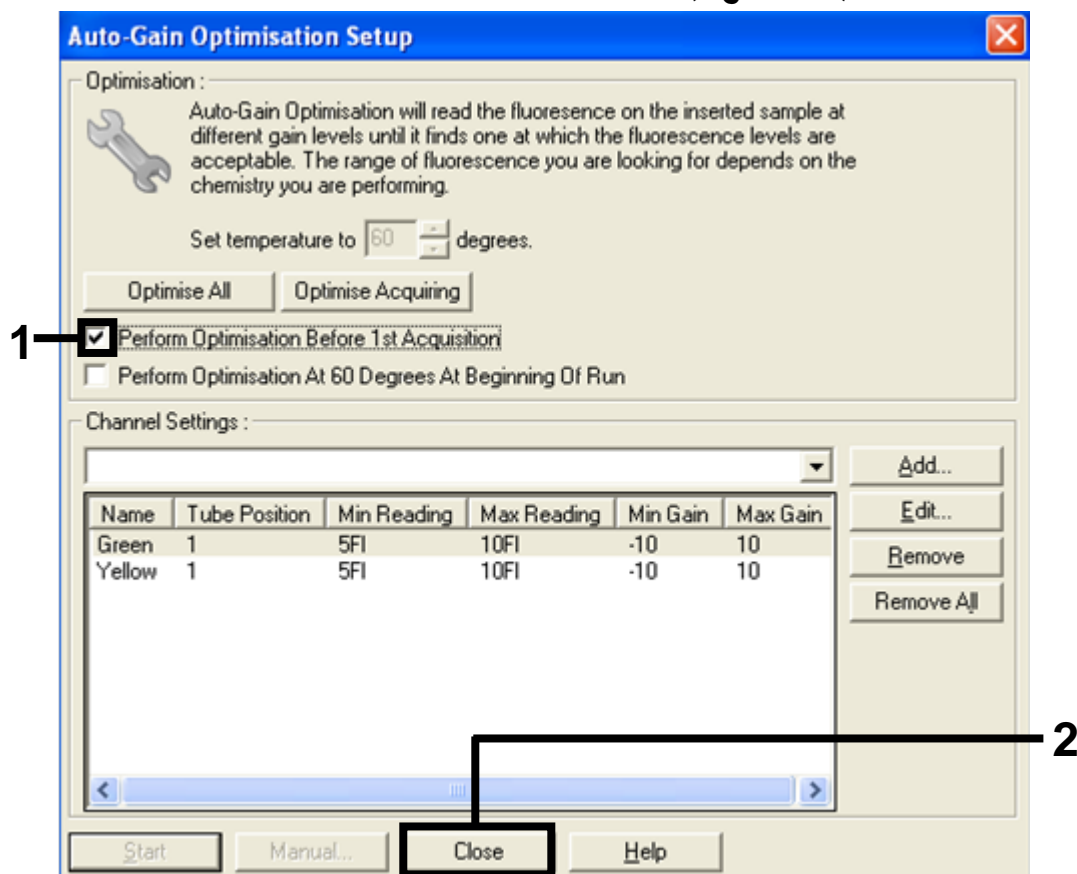 Auto-Gain Optimisation Setup
Optimisation :
Auto-Gain Optimisation will read the fluoresence on the inserted sample at
different gain levels until it finds one at which the fluorescence levels are
acceptable. The range of fluorescence you are looking for depends on the
chemistry you are performing.
Set temperature to 60 degrees.
Optimise All Optimise Acquiring
1
Perform Optimisation Before 1st Acquisition
Perform Optimisation At 60 Degrees At Beginning Of Run
Channel Settings :
Add...
Name Tube Position Min Reading Max Reading Min Gain Max Gain
Edit...
Green 1 5Fl 10Fl -10 10
Yellow 1 5Fl 10Fl -10 10
Remove
Remove All
2
Start Manual... Close Help